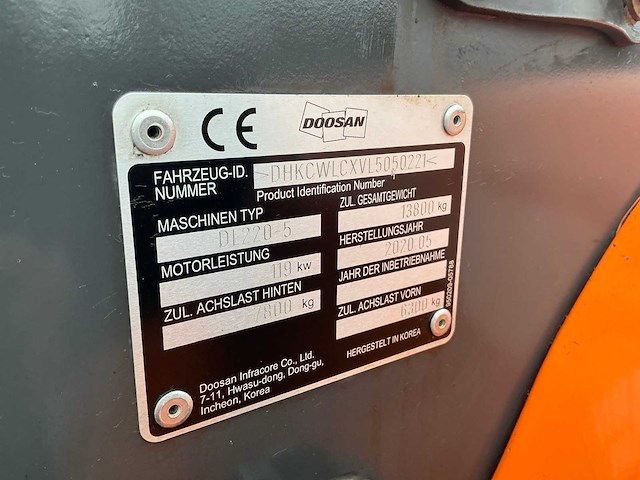 CE
DOOSAN
FAHRZEUG-ID. NUMMER
>DHKCWLCXVL5050221<
Product Identification Number
MASCHINEN TYP
DL220-5
ZUL. GESAMTGEWICHT
13800 kg
MOTORLEISTUNG
119 kw
HERSTELLUNGSJAHR
2020 05
ZUL. ACHSLAST HINTEN
7800 kg
JAHR DER INBETRIEBNAHME
ZUL. ACHSLAST VORN
6300 kg
HERGESTELLT IN KOREA
Doosan Infracore Co., Ltd.
7-11, Hwasu-dong, Dong-gu,
Incheon, Korea